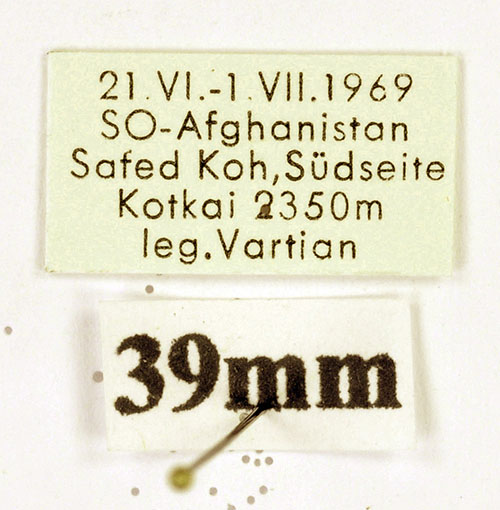 21.VI.-1.VII.1969
SO-Afghanistan
Safed Koh,Südseite
Kotkai 2350m
leg.Vartian
39mm